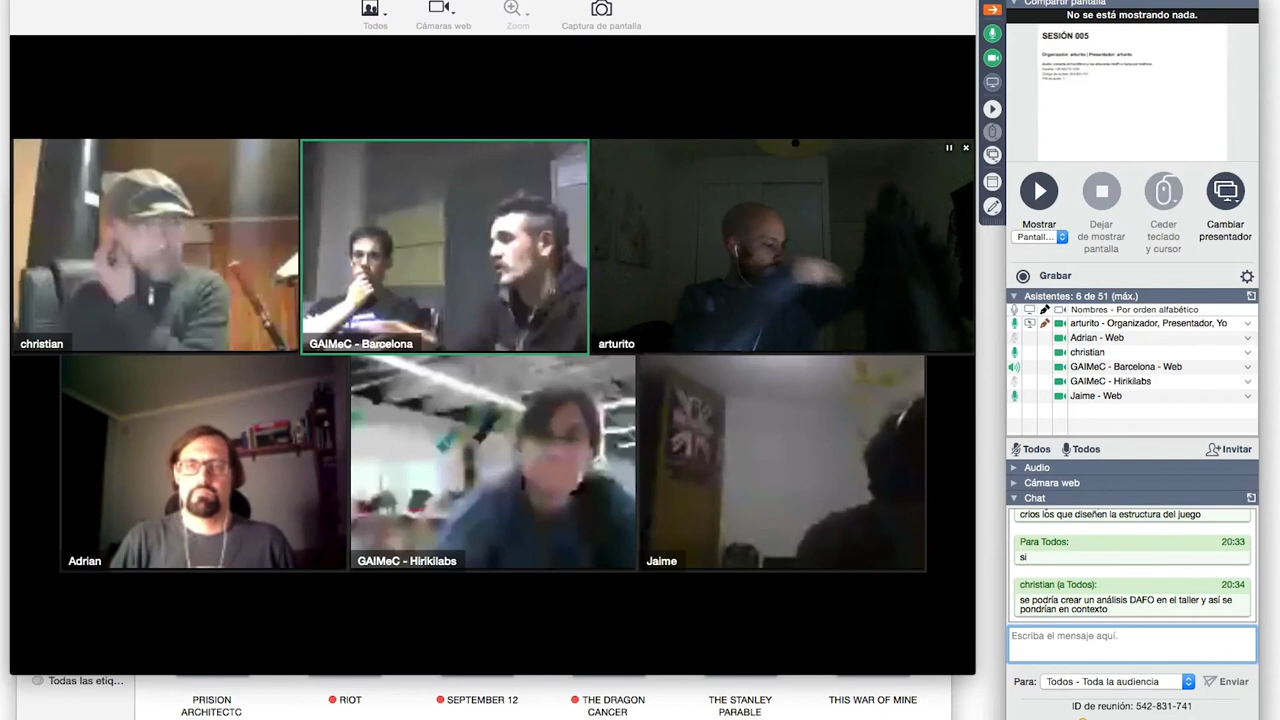 Compartir pantalla
No se está mostrando nada.
Todos
Cámaras web
Zoom
Captura de pantalla
SESIÓN 005
Organizador: arturito | Presentador: arturito
christian
GAIMeC - Barcelona
arturito
Adrian
GAIMeC - Hirikilabs
Jaime
Mostrar
Pantall...
Dejar
de mostrar
pantalla
Ceder
teclado
y cursor
Cambiar
presentador
Grabar
Asistentes: 6 de 51 (máx.)
Nombres - Por orden alfabético
arturito - Organizador, Presentador, Yo
Adrian - Web
christian
GAIMeC - Barcelona - Web
GAIMeC - Hirikilabs
Jaime - Web
Todos
Todos
Invitar
Audio
Cámara web
Chat
crios los que diseñen la estructura del juego
Para Todos: 20:33
si
christian (a Todos): 20:34
se podría crear un análisis DAFO en el taller y así se
pondrían en contexto
Escriba el mensaje aquí.
Para: Todos - Toda la audiencia
Enviar
ID de reunión: 542-831-741
Todas las etiq...
PRISION
ARCHITECTC
RIOT
SEPTEMBER 12
THE DRAGON
CANCER
THE STANLEY
PARABLE
THIS WAR OF MINE